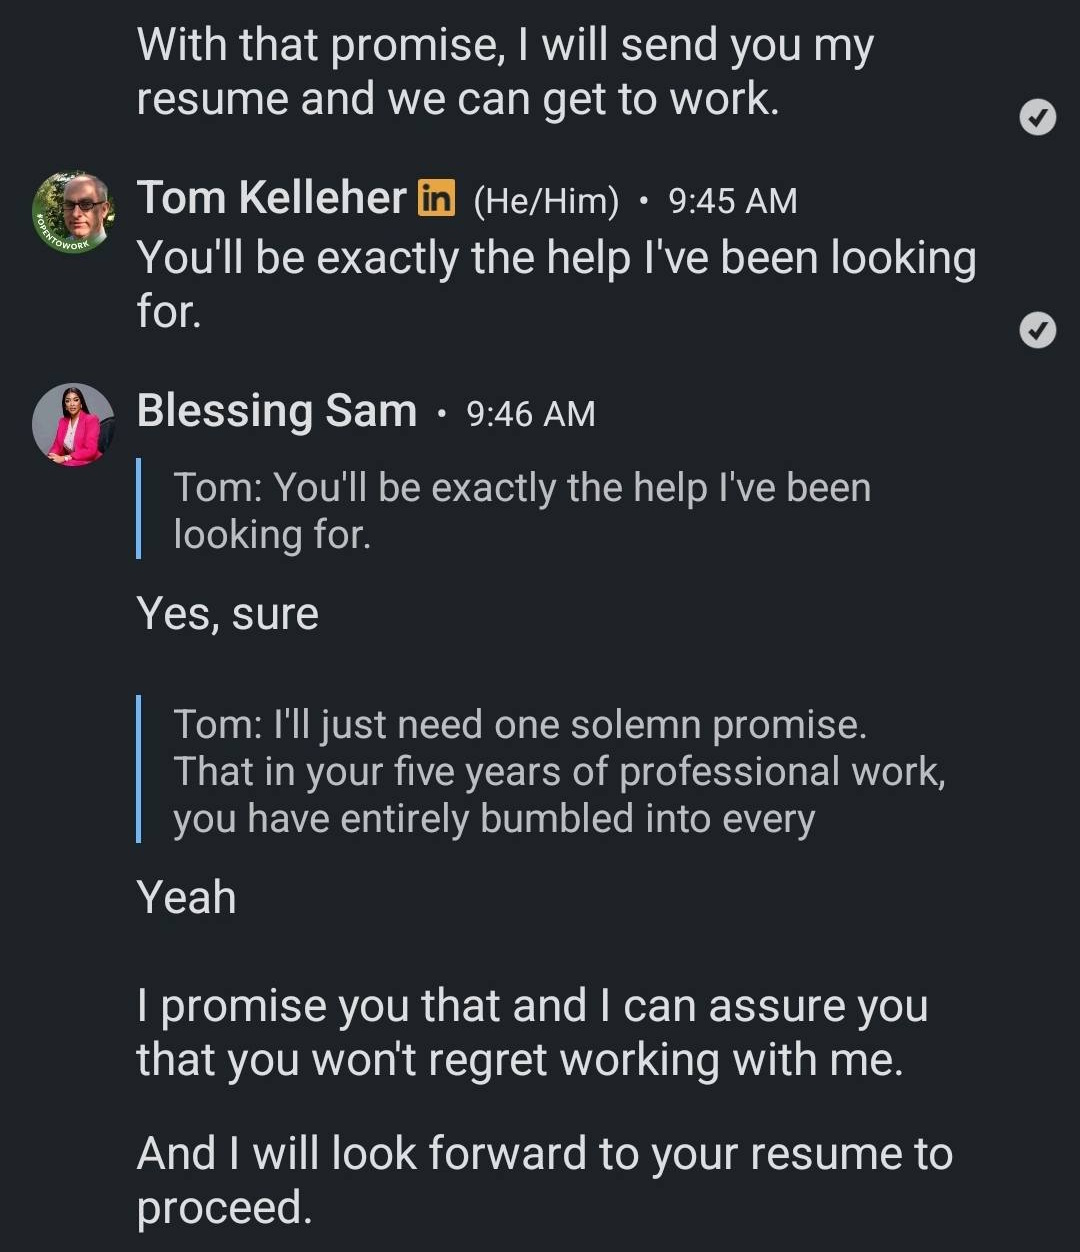 With that promise, I will send you my
resume and we can get to work.
Tom Kelleher in (He/Him) • 9:45 AM
#OPENTOWORK
You'll be exactly the help I've been looking
for.
Blessing Sam • 9:46 AM
Tom: You'll be exactly the help I've been
looking for.
Yes, sure
Tom: I'll just need one solemn promise.
That in your five years of professional work,
you have entirely bumbled into every
Yeah
I promise you that and I can assure you
that you won't regret working with me.
And I will look forward to your resume to
proceed.